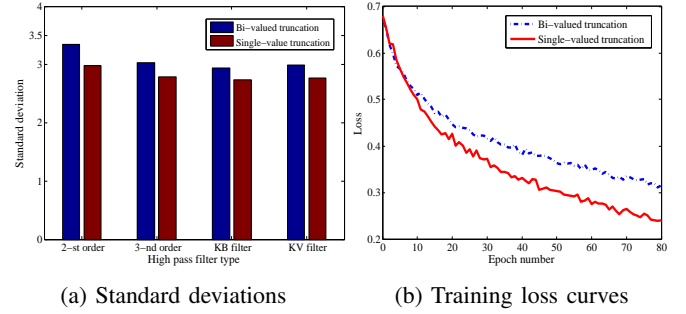 4
3.5
3
2
1
0
Standard deviation
Bi-valued truncation
Single-value truncation
2-st order
3-nd order
KB filter
KV filter
High pass filter type
(a) Standard deviations
0.7
0.6
0.5
0.4
0.3
0.2
Loss
Bi-valued truncation
Single-valued truncation
0
10
20
30
40
50
60
70
80
Epoch number
(b) Training loss curves